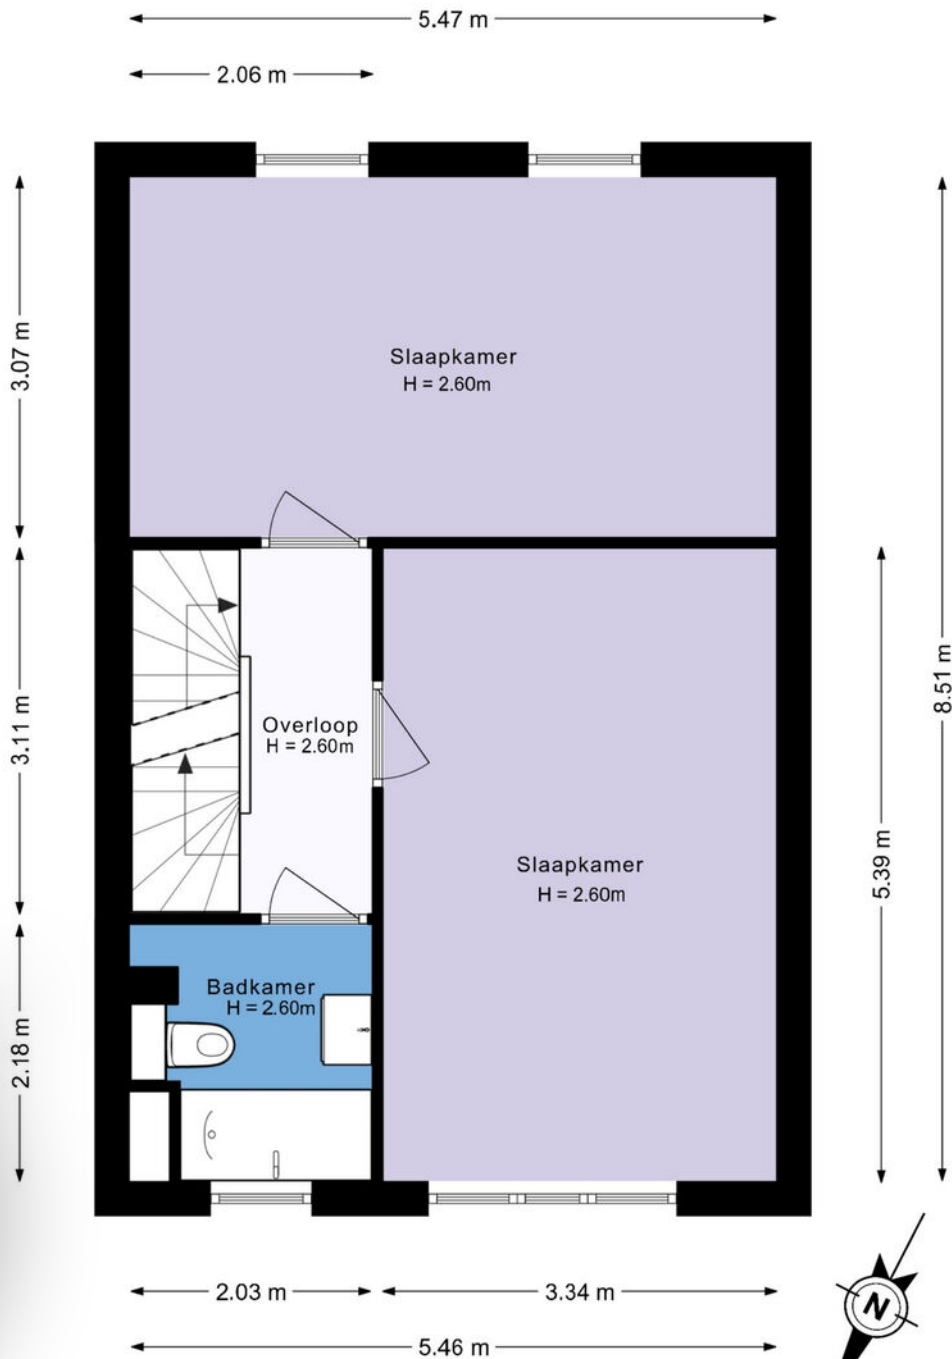 5.47 m
2.06 m
3.07 m
Slaapkamer
H = 2.60m
3.11 m
Overloop
H = 2.60m
8.51 m
5.39 m
Slaapkamer
H = 2.60m
2.18 m
Badkamer
H = 2.60m
2.03 m
3.34 m
5.46 m
N